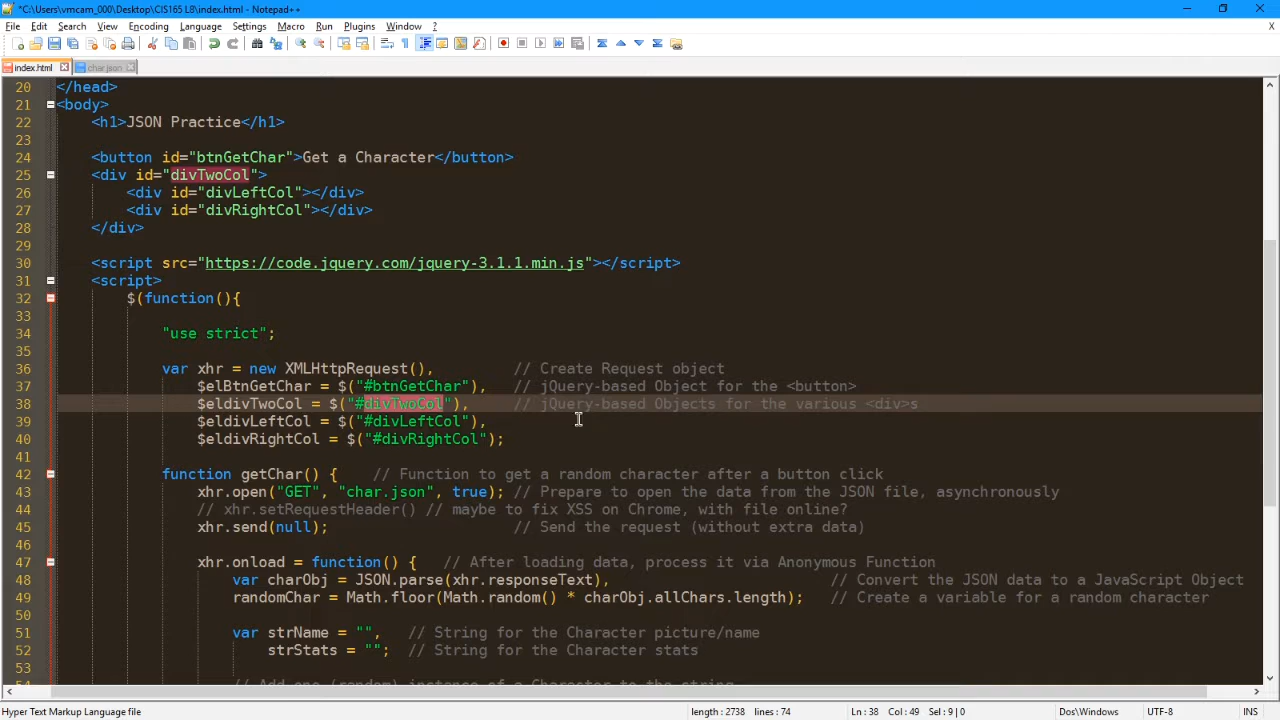 *C:\Users\vmcam_000\Desktop\CIS165 L8\index.html - Notepad++
File Edit Search View Encoding Language Settings Macro Run Plugins Window ? X
index.html char.json
20 </head>
21 <body>
22 <h1>JSON Practice</h1>
23
24 <button id="btnGetChar">Get a Character</button>
25 <div id="divTwoCol">
26 <div id="divLeftCol"></div>
27 <div id="divRightCol"></div>
28 </div>
29
30 <script src="https://code.jquery.com/jquery-3.1.1.min.js"></script>
31 <script>
32 $(function(){
33
34 "use strict";
35
36 var xhr = new XMLHttpRequest(), // Create Request object
37 $elBtnGetChar = $("#btnGetChar"), // jQuery-based Object for the <button>
38 $eldivTwoCol = $("#divTwoCol"), // jQuery-based Objects for the various <div>s
39 $eldivLeftCol = $("#divLeftCol"),
40 $eldivRightCol = $("#divRightCol");
41
42 function getChar() { // Function to get a random character after a button click
43 xhr.open("GET", "char.json", true); // Prepare to open the data from the JSON file, asynchronously
44 // xhr.setRequestHeader() // maybe to fix XSS on Chrome, with file online?
45 xhr.send(null); // Send the request (without extra data)
46
47 xhr.onload = function() { // After loading data, process it via Anonymous Function
48 var charObj = JSON.parse(xhr.responseText), // Convert the JSON data to a JavaScript Object
49 randomChar = Math.floor(Math.random() * charObj.allChars.length); // Create a variable for a random character
50
51 var strName = "", // String for the Character picture/name
52 strStats = ""; // String for the Character stats
53
54 // Add one (random) instance of a Character to the string
Hyper Text Markup Language file length : 2738 lines : 74 Ln : 38 Col : 49 Sel : 9 | 0 Dos\Windows UTF-8 INS